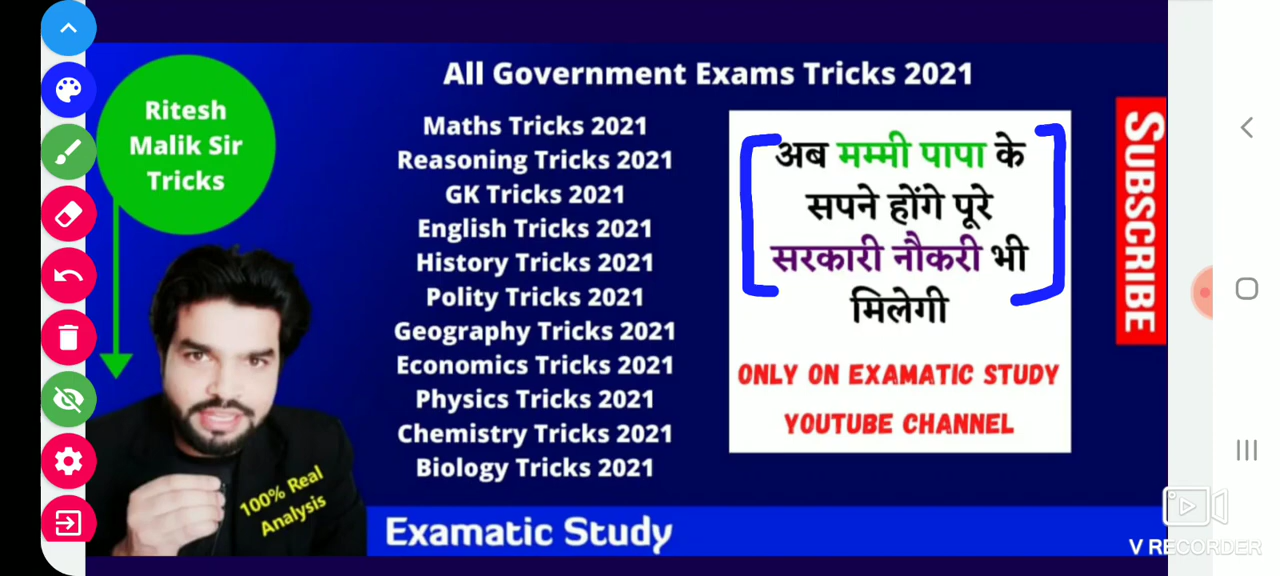 All Government Exams Tricks 2021
Ritesh
Malik Sir
Tricks
Maths Tricks 2021
Reasoning Tricks 2021
GK Tricks 2021
English Tricks 2021
History Tricks 2021
Polity Tricks 2021
Geography Tricks 2021
Economics Tricks 2021
Physics Tricks 2021
Chemistry Tricks 2021
Biology Tricks 2021
अब मम्मी पापा के
सपने होंगे पूरे
सरकारी नौकरी भी
मिलेगी
ONLY ON EXAMATIC STUDY
YOUTUBE CHANNEL
SUBSCRIBE
100% Real
Analysis
Examatic Study
V RECORDER